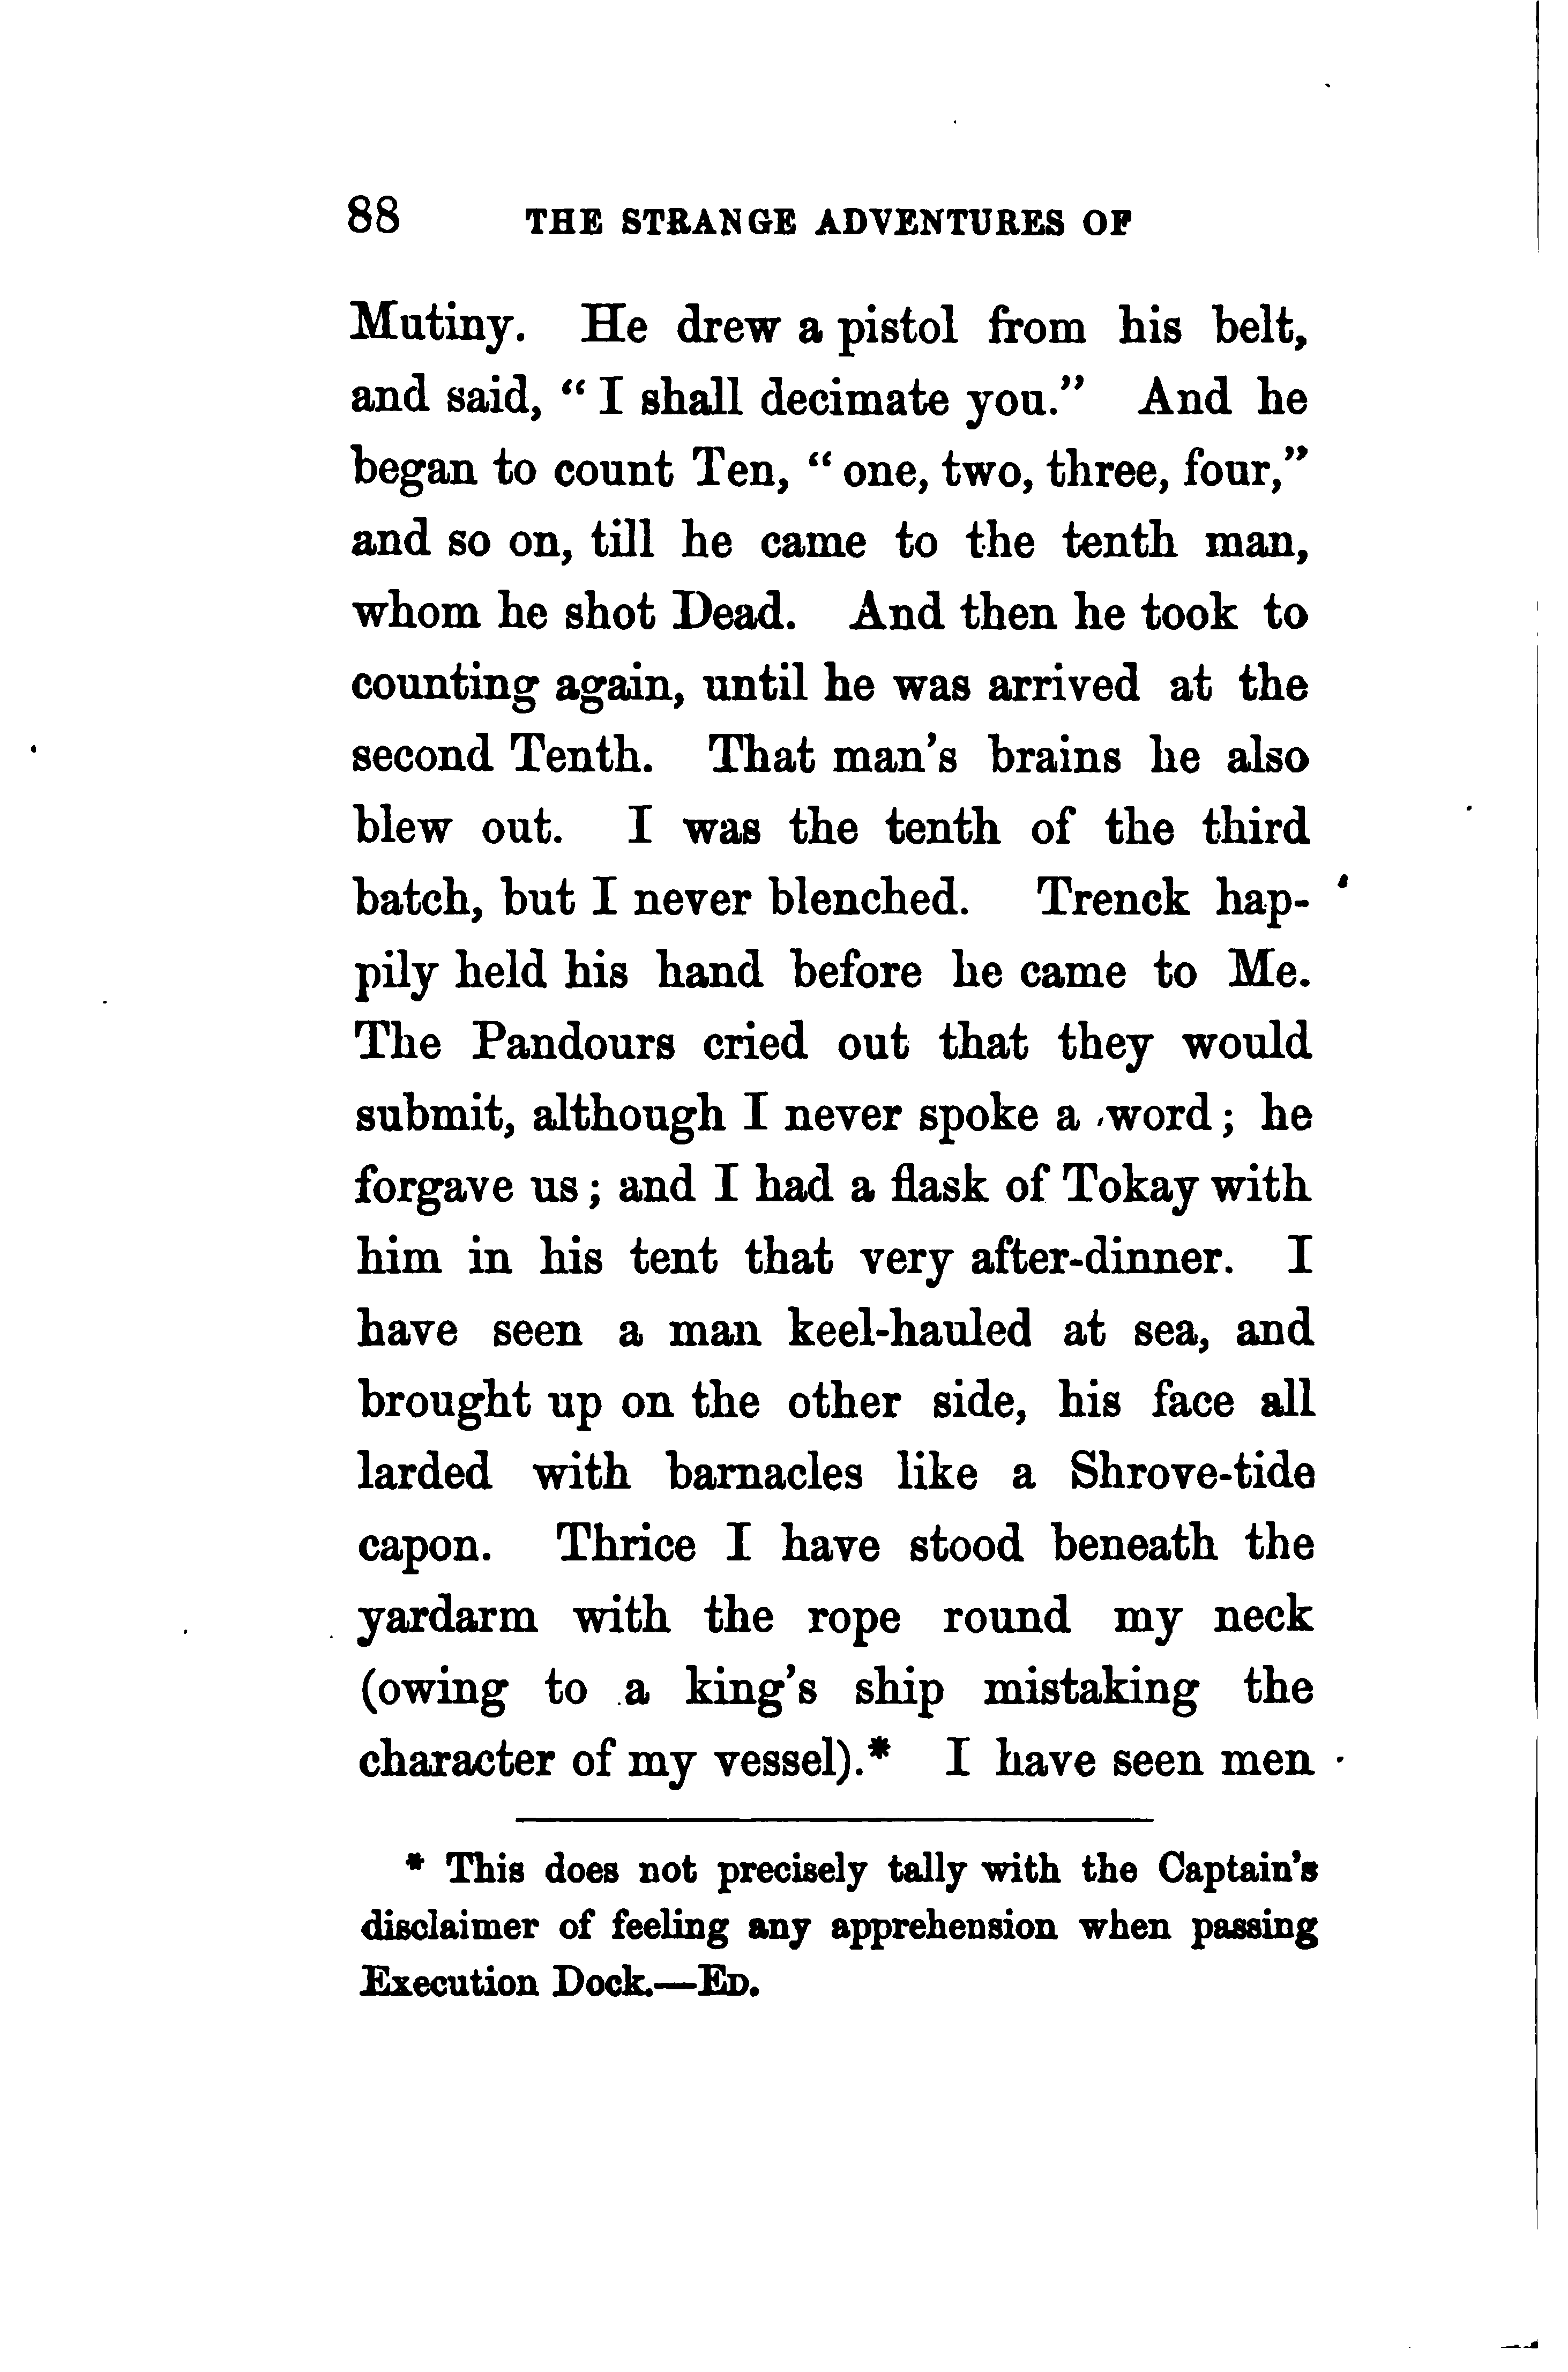 88 THE STRANGE ADVENTURES OF
Mutiny. He drew a pistol from his belt,
and said, “I shall decimate you.” And he
began to count Ten, “one, two, three, four,”
and so on, till he came to the tenth man,
whom he shot Dead. And then he took to
counting again, until he was arrived at the
second Tenth. That man’s brains he also
blew out. I was the tenth of the third
batch, but I never blenched. Trenck hap-
pily held his hand before he came to Me.
The Pandours cried out that they would
submit, although I never spoke a word; he
forgave us; and I had a flask of Tokay with
him in his tent that very after-dinner. I
have seen a man keel-hauled at sea, and
brought up on the other side, his face all
larded with barnacles like a Shrove-tide
capon. Thrice I have stood beneath the
yardarm with the rope round my neck
(owing to a king’s ship mistaking the
character of my vessel).* I have seen men
* This does not precisely tally with the Captain’s
disclaimer of feeling any apprehension when passing
Execution Dock.—ED.